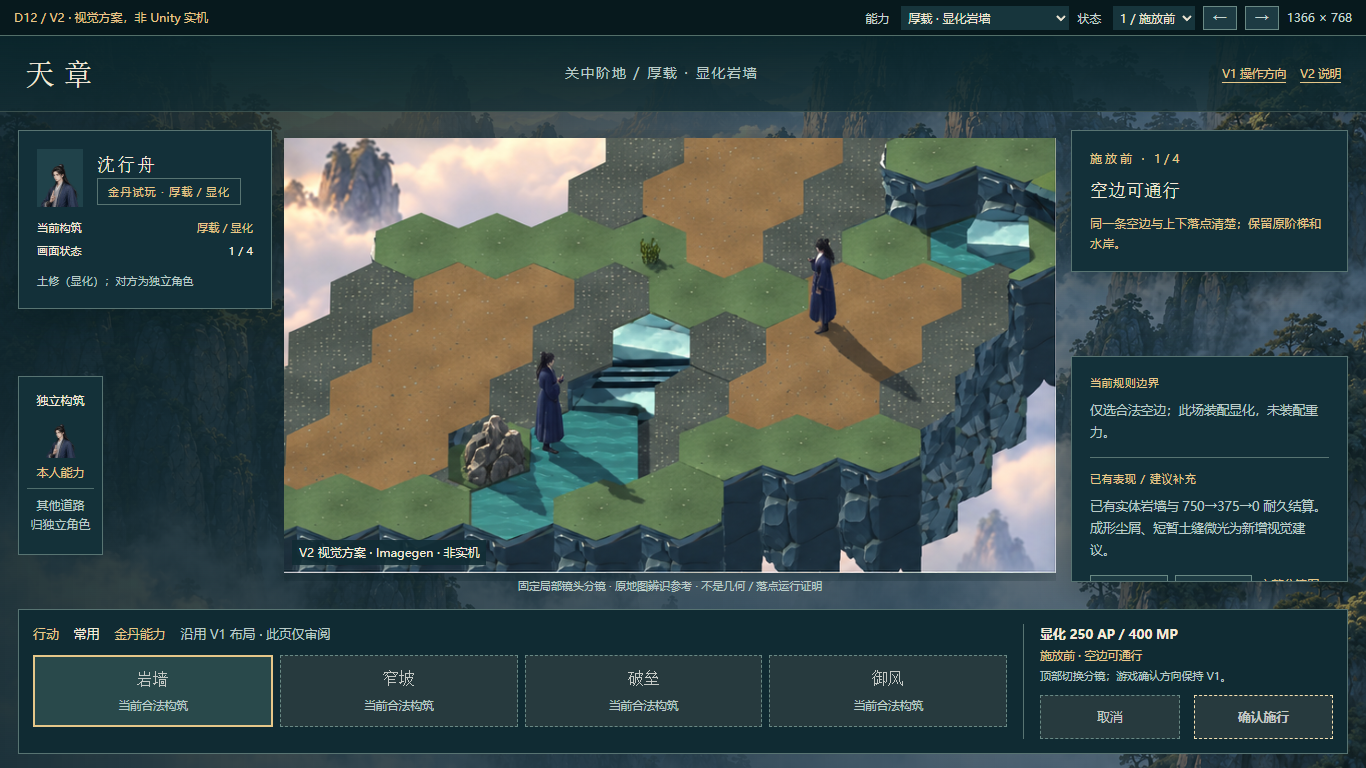 D12 / V2 · 视觉方案，非 Unity 实机
能力 厚载 · 显化岩墙 状态 1 / 施放前 ← → 1366 × 768
天章
关中阶地 / 厚载 · 显化岩墙
V1 操作方向 V2 说明
沈行舟
金丹试玩 · 厚载 / 显化
当前构筑 厚载 / 显化
画面状态 1 / 4
土修（显化）；对方为独立角色
独立构筑
本人能力
其他道路
归独立角色
V2 视觉方案 · Imagegen · 非实机
固定局部镜头分镜 · 原地图辨识参考 · 不是几何 / 落点运行证明
施放前 · 1 / 4
空边可通行
同一条空边与上下落点清楚；保留原阶梯和
水岸。
当前规则边界
仅选合法空边；此场装配显化，未装配重
力。
已有表现 / 建议补充
已有实体岩墙与 750→375→0 耐久结算。
成形尘屑、短暂土缝微光为新增视觉建
议。
行动 常用 金丹能力 沿用 V1 布局 · 此页仅审阅
岩墙
当前合法构筑
窄坡
当前合法构筑
破垒
当前合法构筑
御风
当前合法构筑
显化 250 AP / 400 MP
施放前 · 空边可通行
顶部切换分镜；游戏确认方向保持 V1。
取消 确认施行